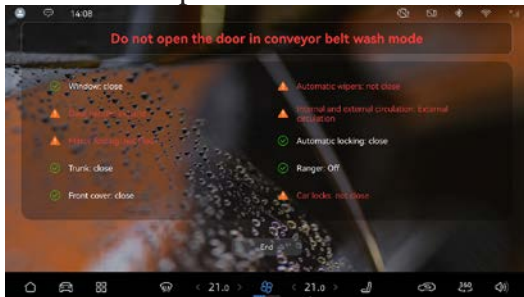 14:08
Do not open the door in conveyor belt wash mode
Window: close
Automatic wipers: not close
Internal and external circulation: External
circulation
Automatic locking: close
Trunk: close
Ranger: Off
Front cover: close
Car locks: not close
End
21.0
21.0